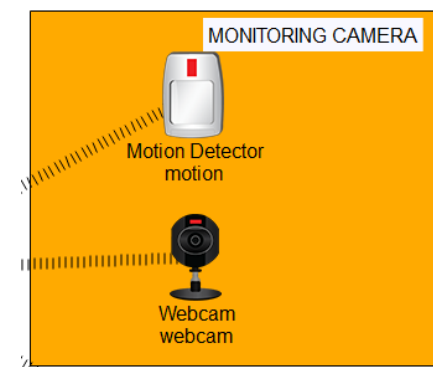 MONITORING CAMERA
Motion Detector
motion
Webcam
webcam